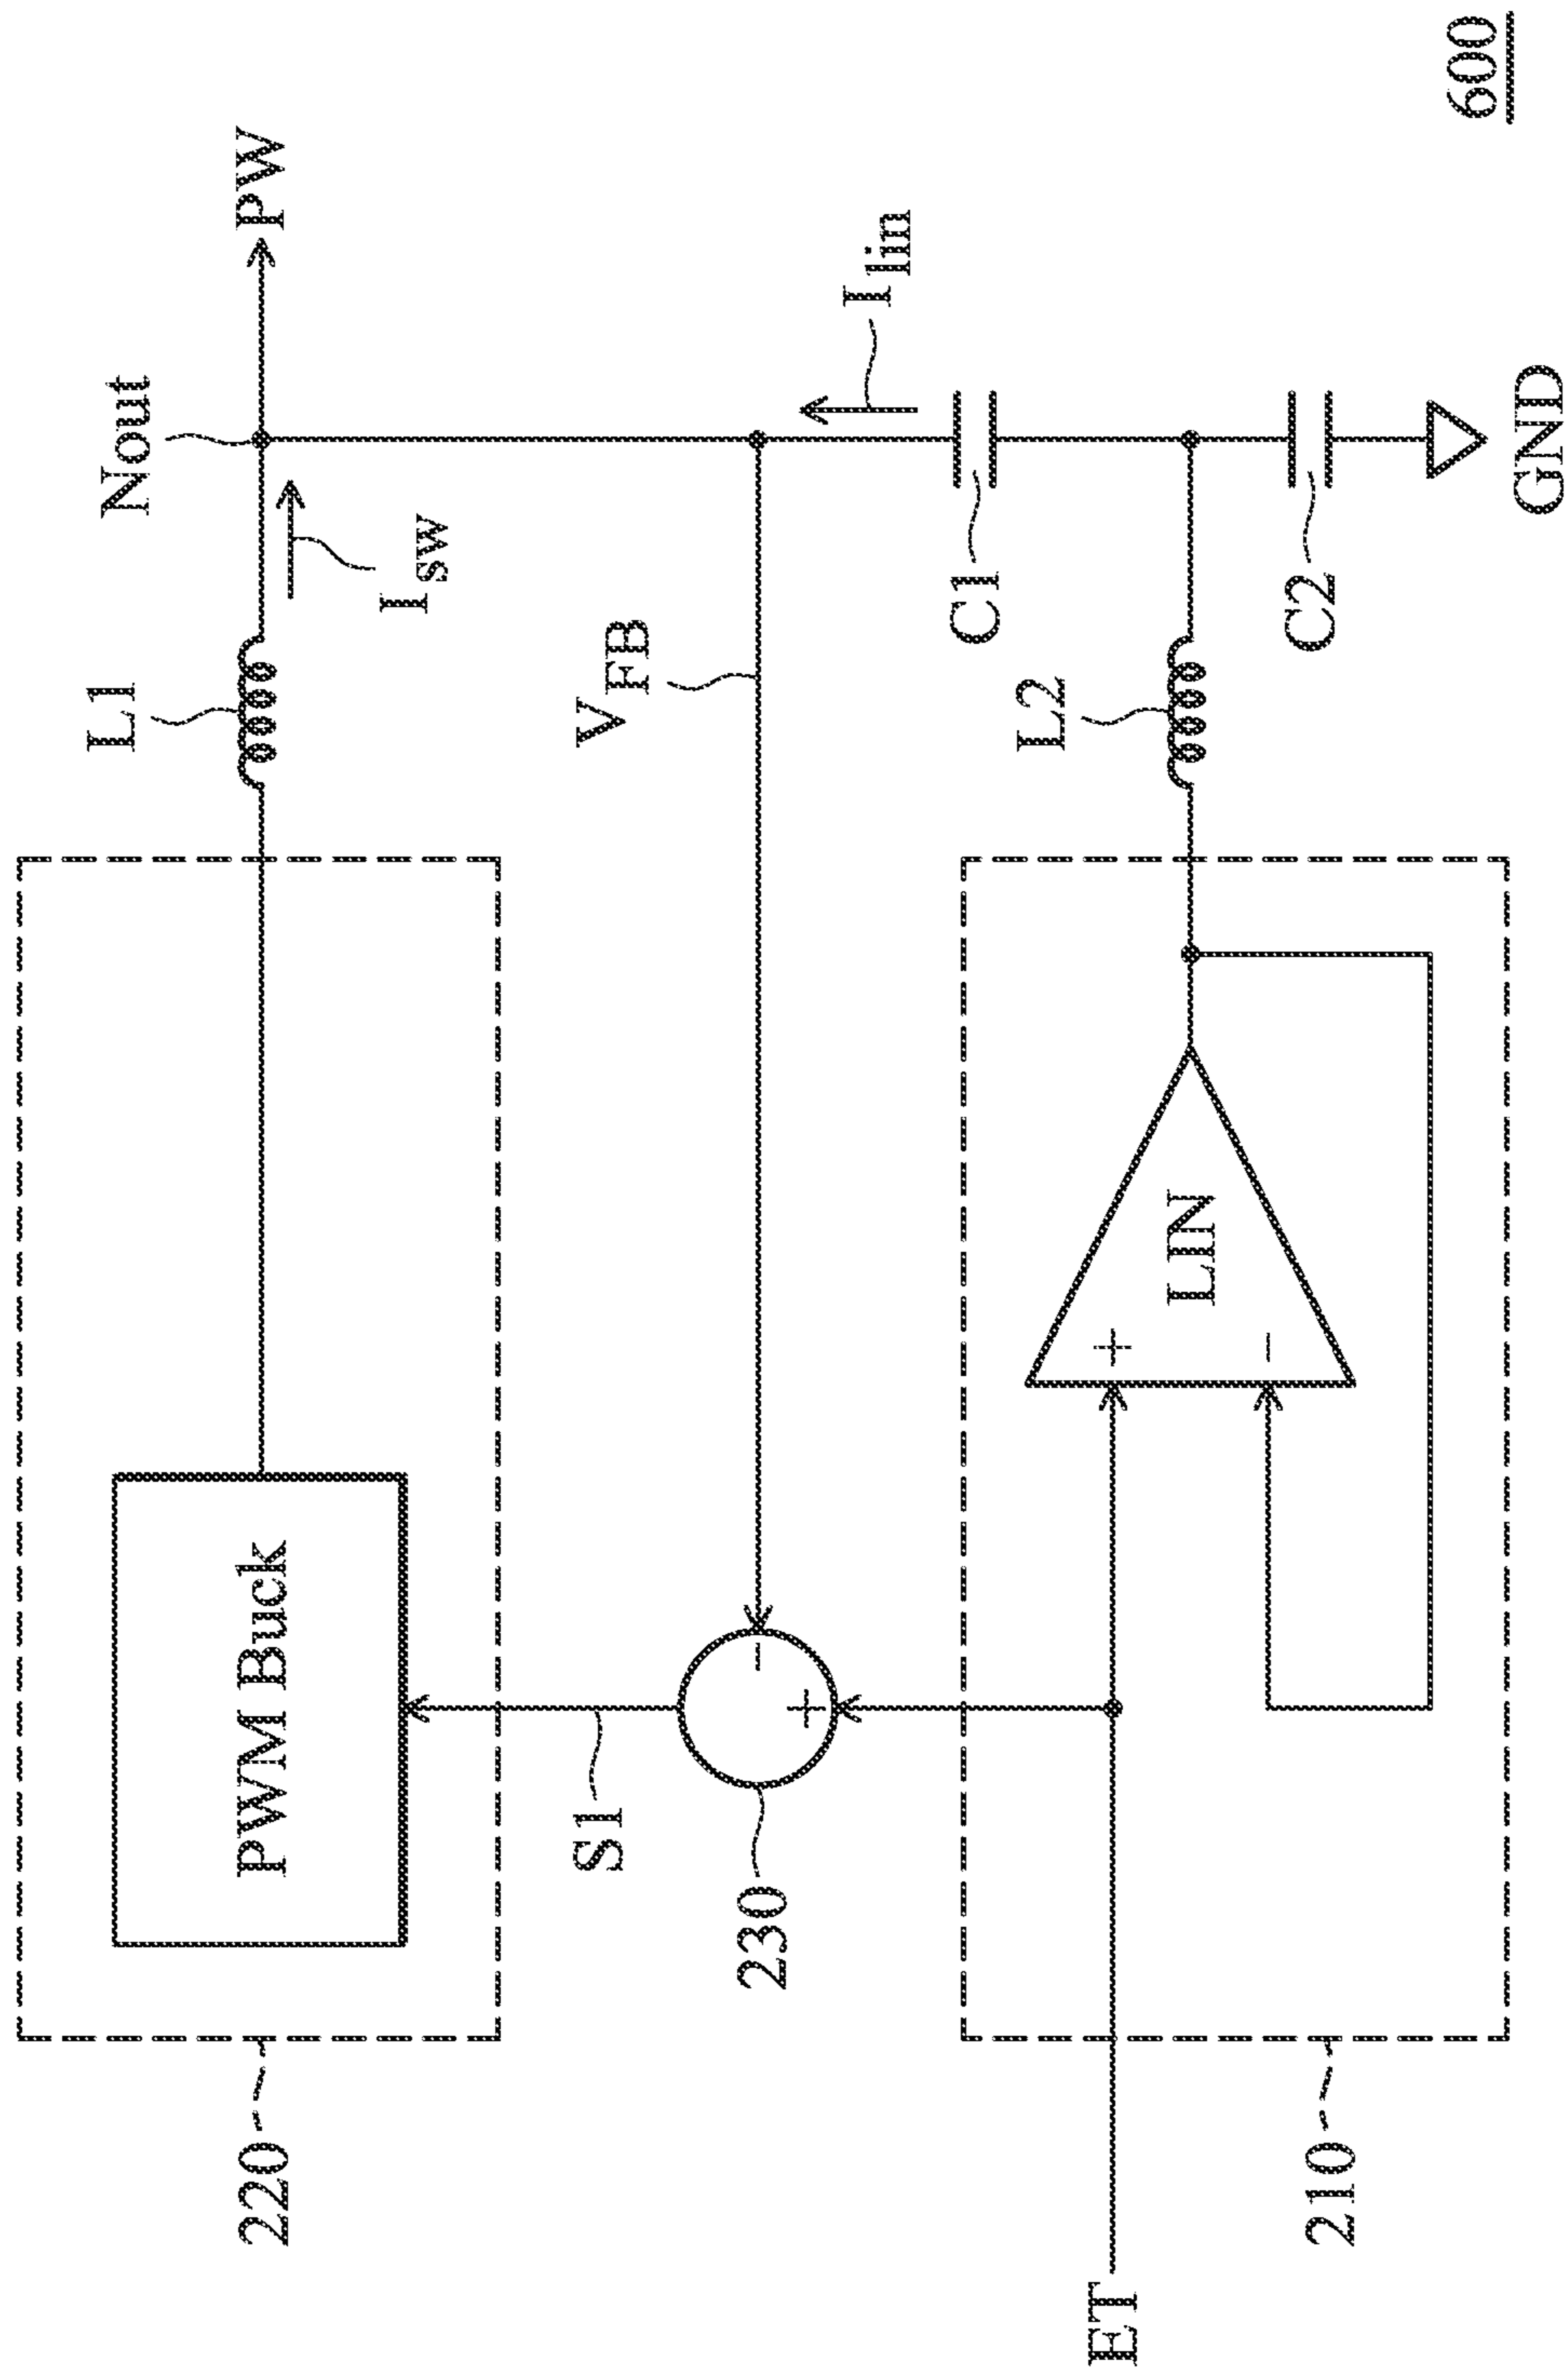 220
PWM Buck
L1
Nout
PW
Isw
S1
VFB
230
-
+
Ilin
C1
ET
+
-
LIN
L2
C2
210
GND
600